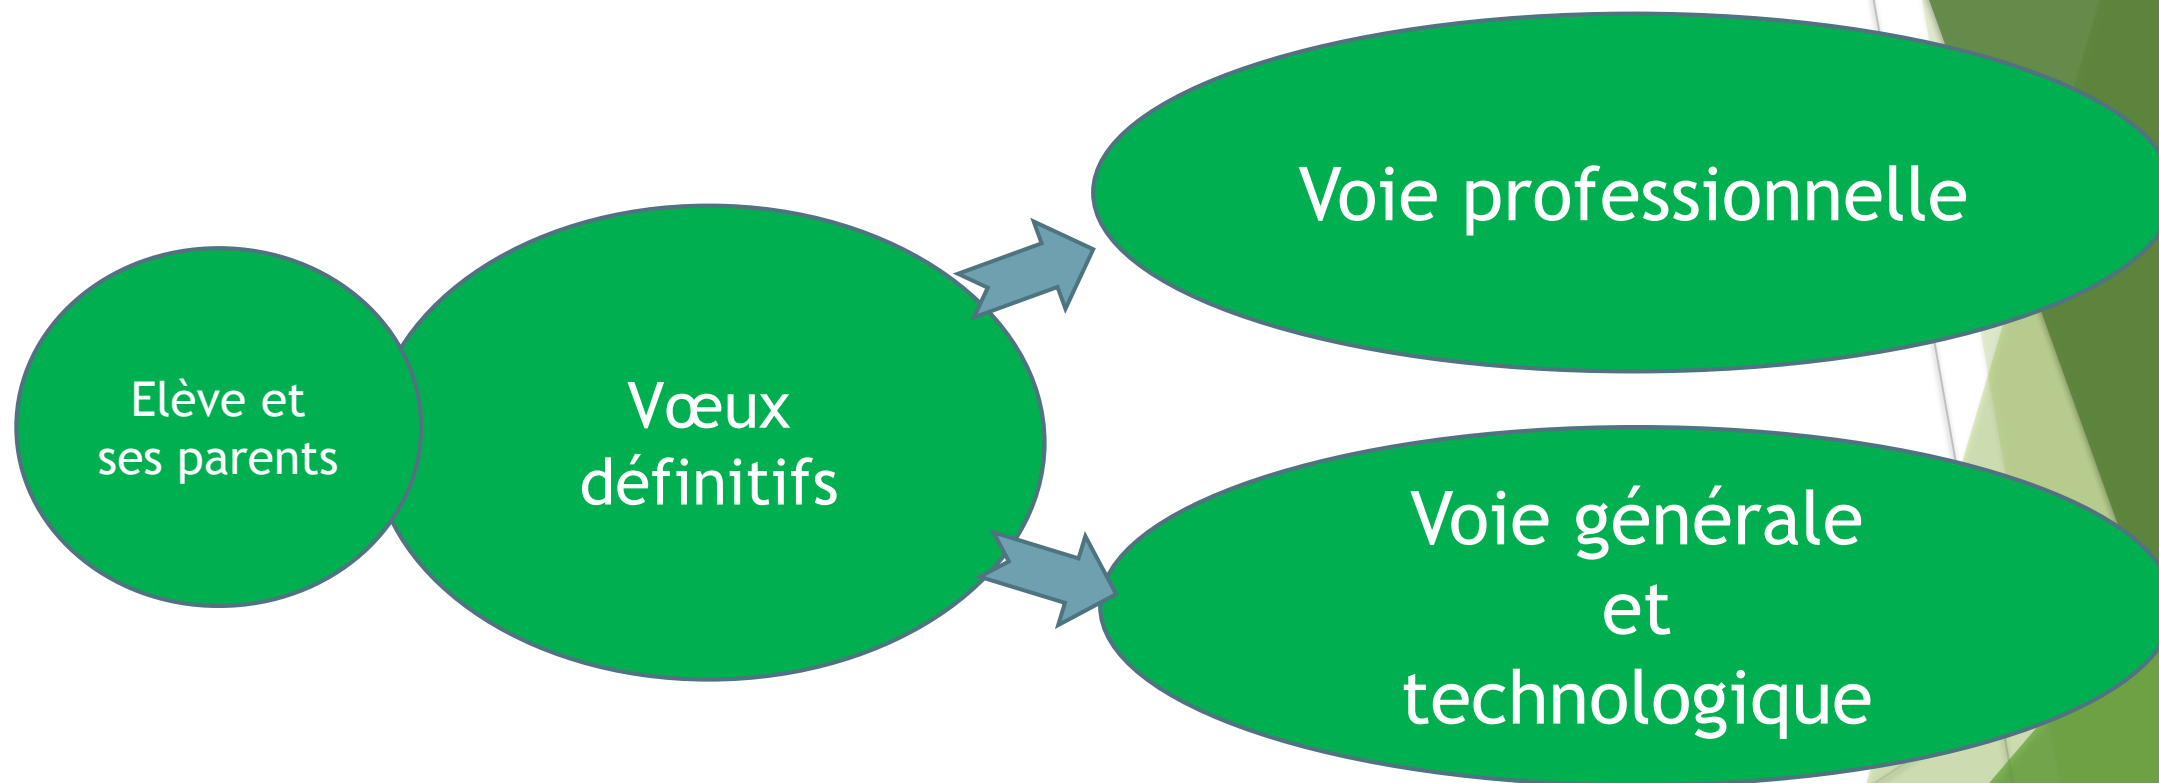 Elève et
ses parents
Vœux
définitifs
Voie professionnelle
Voie générale
et
technologique